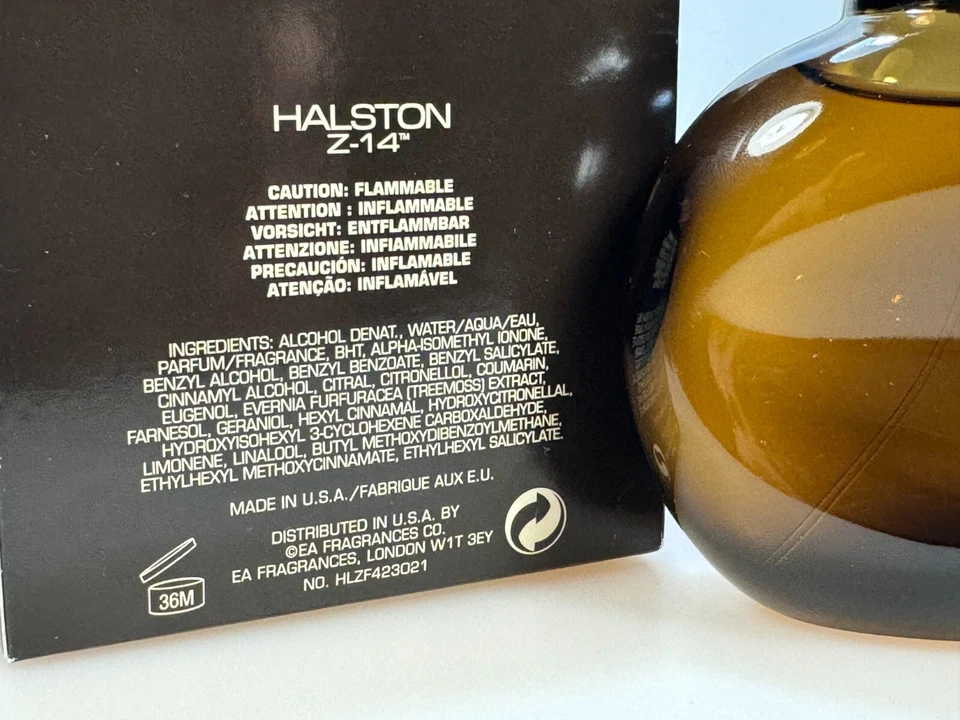 HALSTON
Z-14™
CAUTION: FLAMMABLE
ATTENTION : INFLAMMABLE
VORSICHT: ENTFLAMMBAR
ATTENZIONE: INFIAMMABILE
PRECAUCIÓN: INFLAMABLE
ATENÇÃO: INFLAMÁVEL
INGREDIENTS: ALCOHOL DENAT., WATER/AQUA/EAU,
PARFUM/FRAGRANCE, BHT, ALPHA-ISOMETHYL IONONE,
BENZYL ALCOHOL, BENZYL BENZOATE, BENZYL SALICYLATE,
CINNAMYL ALCOHOL, CITRAL, CITRONELLOL, COUMARIN,
EUGENOL, EVERNIA FURFURACEA (TREEMOSS) EXTRACT,
FARNESOL, GERANIOL, HEXYL CINNAMAL, HYDROXYCITRONELLAL,
HYDROXYISOHEXYL 3-CYCLOHEXENE CARBOXALDEHYDE,
LIMONENE, LINALOOL, BUTYL METHOXYDIBENZOYLMETHANE,
ETHYLHEXYL METHOXYCINNAMATE, ETHYLHEXYL SALICYLATE.
MADE IN U.S.A./FABRIQUE AUX E.U.
DISTRIBUTED IN U.S.A. BY
©EA FRAGRANCES CO.
EA FRAGRANCES, LONDON W1T 3EY
NO. HLZF423021
36M